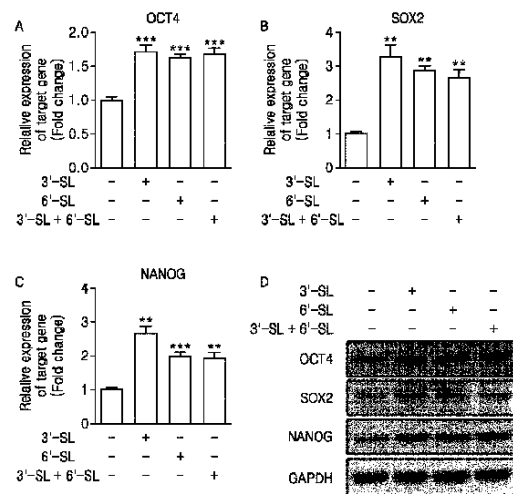 A
OCT4
Relative expression
of target gene
(Fold change)
2.0
1.5
1.0
0.5
0.0
***
***
***
3'–SL – + – –
6'–SL – – + –
3'–SL + 6'–SL – – – +
B
SOX2
Relative expression
of target gene
(Fold change)
4
3
2
1
0
**
**
**
3'–SL – + – –
6'–SL – – + –
3'–SL + 6'–SL – – – +
C
NANOG
Relative expression
of target gene
(Fold change)
4
3
2
1
0
**
***
**
3'–SL – + – –
6'–SL – – + –
3'–SL + 6'–SL – – – +
D
3'–SL – + – –
6'–SL – – + –
3'–SL + 6'–SL – – – +
OCT4
SOX2
NANOG
GAPDH